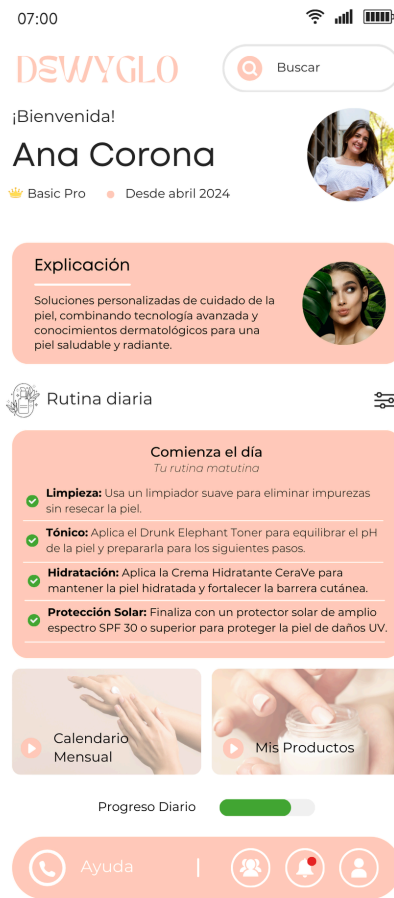 07:00
DEWYGLO
Buscar
¡Bienvenida!
Ana Corona
Basic Pro
Desde abril 2024
Explicación
Soluciones personalizadas de cuidado de la
piel, combinando tecnología avanzada y
conocimientos dermatológicos para una
piel saludable y radiante.
Rutina diaria
Comienza el día
Tu rutina matutina
Limpieza: Usa un limpiador suave para eliminar impurezas
sin resecar la piel.
Tónico: Aplica el Drunk Elephant Toner para equilibrar el pH
de la piel y prepararla para los siguientes pasos.
Hidratación: Aplica la Crema Hidratante CeraVe para
mantener la piel hidratada y fortalecer la barrera cutánea.
Protección Solar: Finaliza con un protector solar de amplio
espectro SPF 30 o superior para proteger la piel de daños UV.
Calendario
Mensual
Mis Productos
Progreso Diario
Ayuda